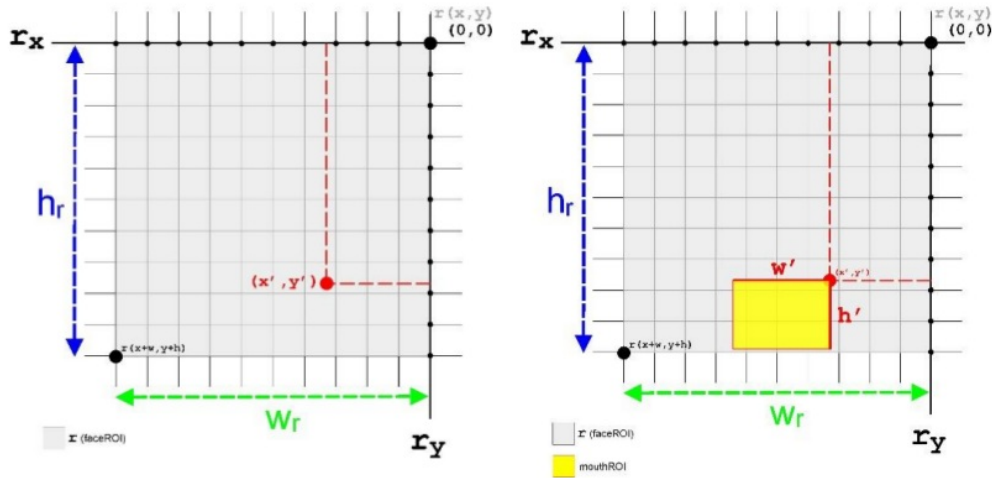 r(x,y)
(0,0)
rx
hr
(x′,y′)
r(x+w,y+h)
wr
r (faceROI)
ry
r(x,y)
(0,0)
rx
hr
w′
(x′,y′)
h′
r(x+w,y+h)
wr
r (faceROI)
ry
mouthROI